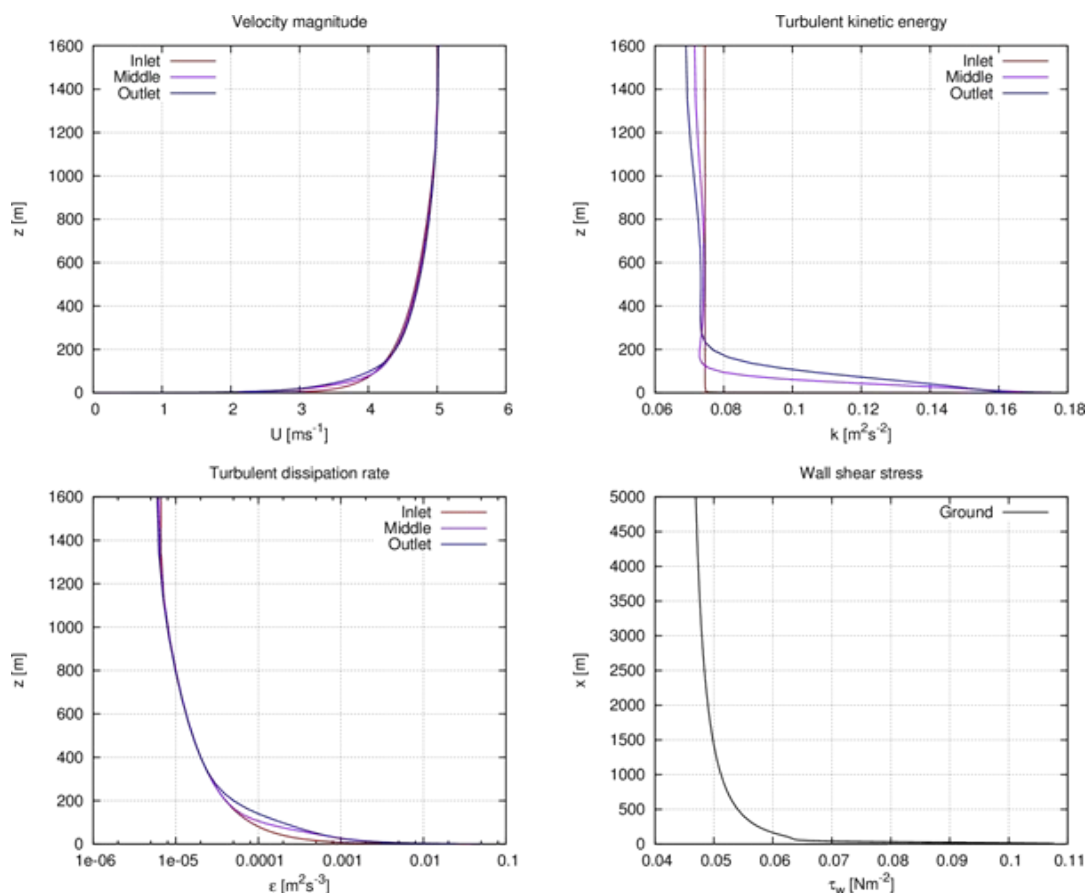 Velocity magnitude
1600
1400
1200
1000
800
600
400
200
0
z [m]
Inlet
Middle
Outlet
0 1 2 3 4 5 6
U [ms-1]
Turbulent kinetic energy
1600
1400
1200
1000
800
600
400
200
0
z [m]
Inlet
Middle
Outlet
0.06 0.08 0.1 0.12 0.14 0.16 0.18
k [m2s-2]
Turbulent dissipation rate
1600
1400
1200
1000
800
600
400
200
0
z [m]
Inlet
Middle
Outlet
1e-06 1e-05 0.0001 0.001 0.01 0.1
ε [m2s-3]
Wall shear stress
5000
4500
4000
3500
3000
2500
2000
1500
1000
500
0
x [m]
Ground
0.04 0.05 0.06 0.07 0.08 0.09 0.1 0.11
τw [Nm-2]